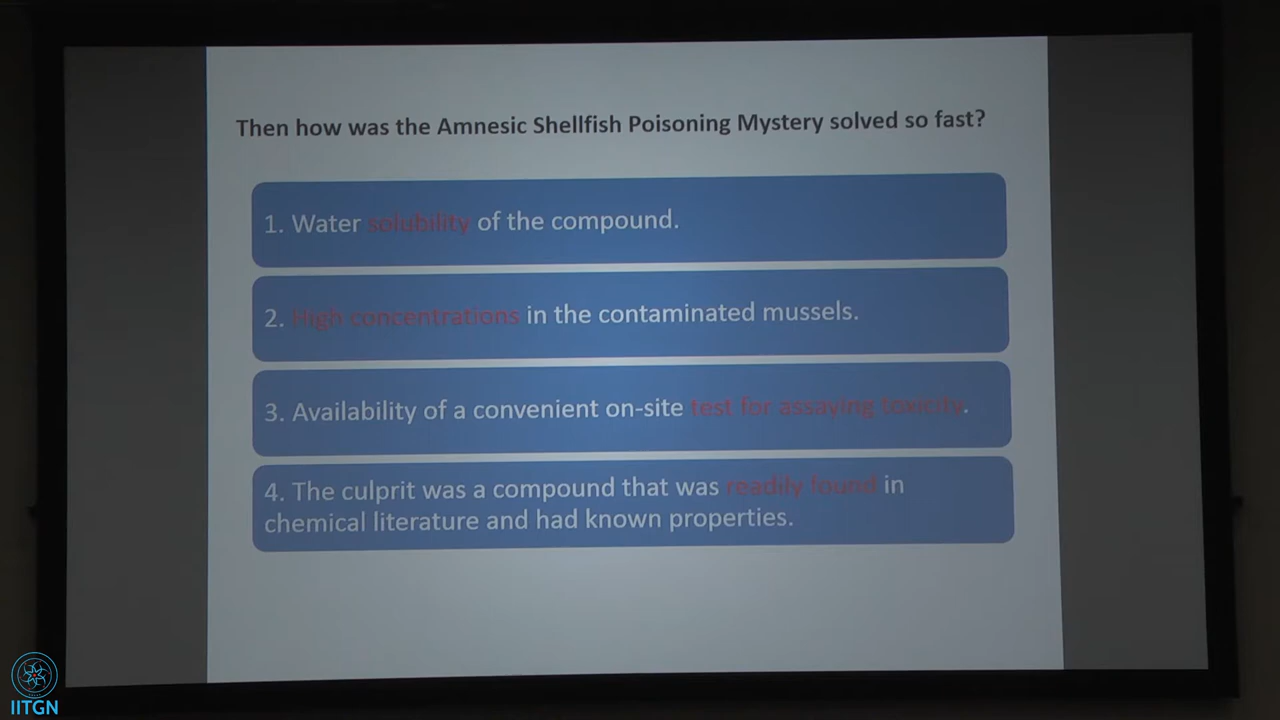 Then how was the Amnesic Shellfish Poisoning Mystery solved so fast?
1. Water solubility of the compound.
2. High concentrations in the contaminated mussels.
3. Availability of a convenient on-site test for assaying toxicity.
4. The culprit was a compound that was readily found in
chemical literature and had known properties.
IITGN